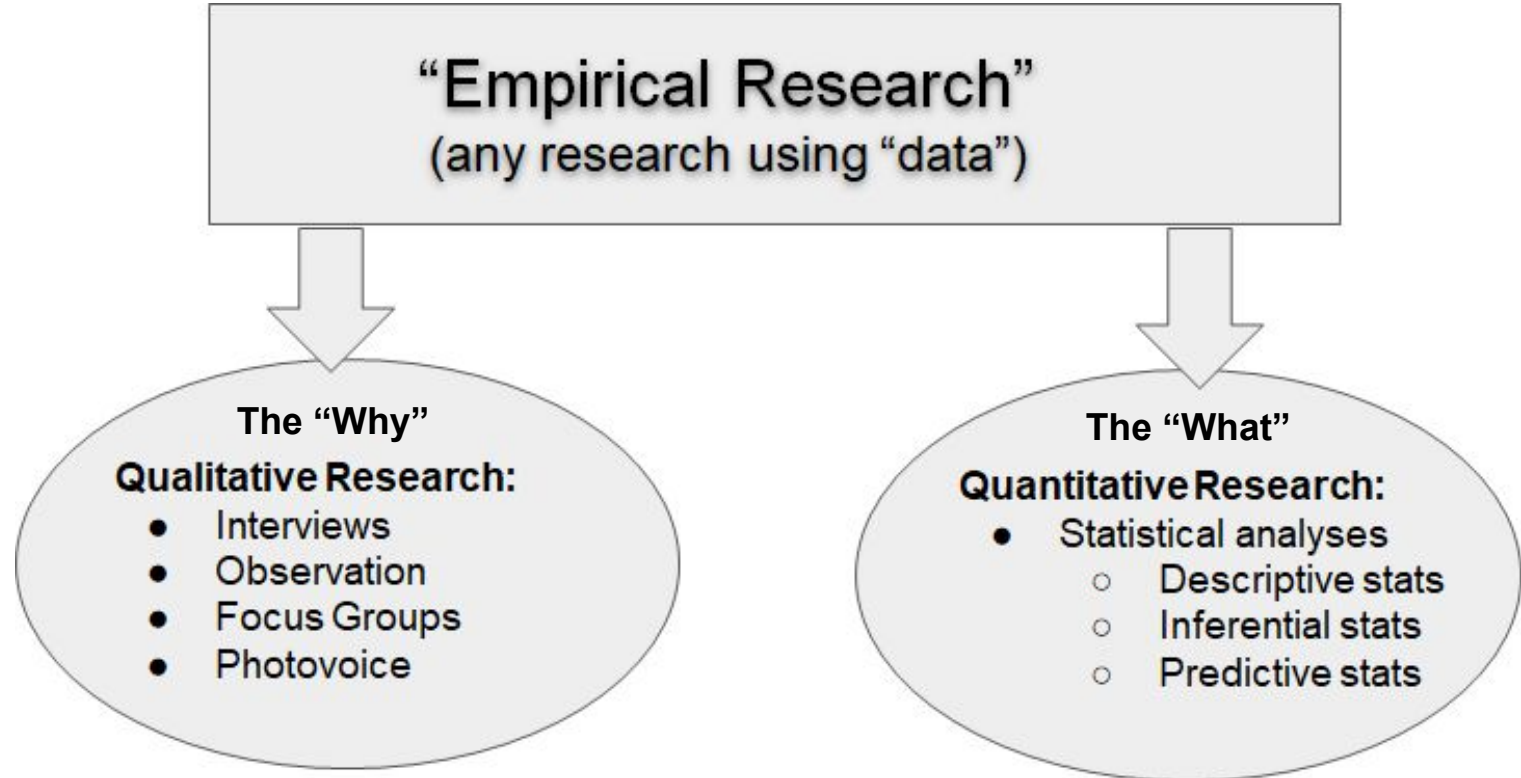 “Empirical Research”
(any research using “data”)
The “Why”
Qualitative Research:
● Interviews
● Observation
● Focus Groups
● Photovoice
The “What”
Quantitative Research:
● Statistical analyses
○ Descriptive stats
○ Inferential stats
○ Predictive stats